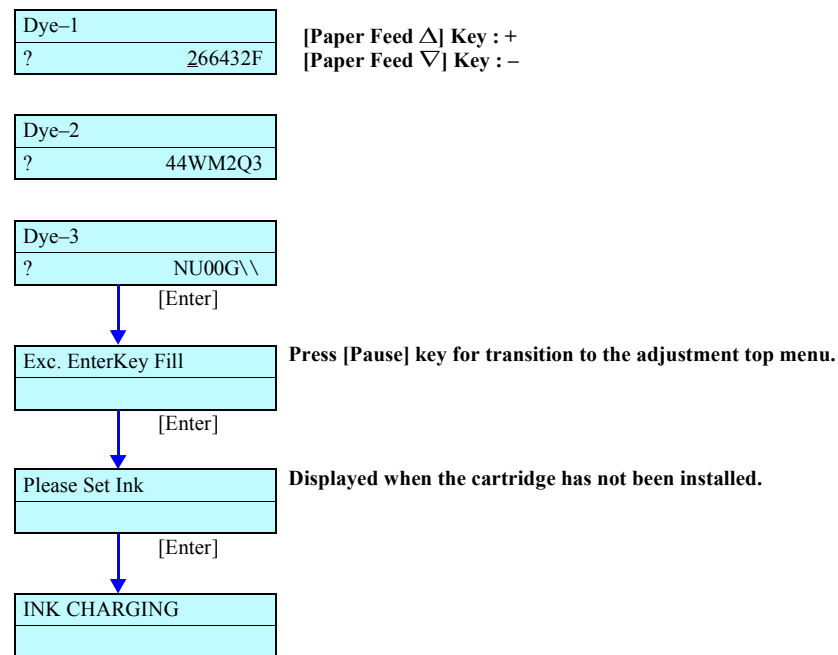 Dye–1
? 266432F
[Paper Feed △] Key : +
[Paper Feed ▽] Key : –
Dye–2
? 44WM2Q3
Dye–3
? NU00G\\
[Enter]
Exc. EnterKey Fill
Press [Pause] key for transition to the adjustment top menu.
[Enter]
Please Set Ink
Displayed when the cartridge has not been installed.
[Enter]
INK CHARGING